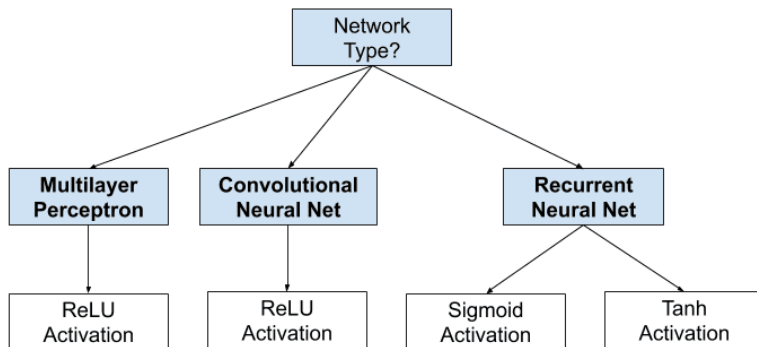 Network
Type?
Multilayer
Perceptron
Convolutional
Neural Net
Recurrent
Neural Net
ReLU
Activation
ReLU
Activation
Sigmoid
Activation
Tanh
Activation